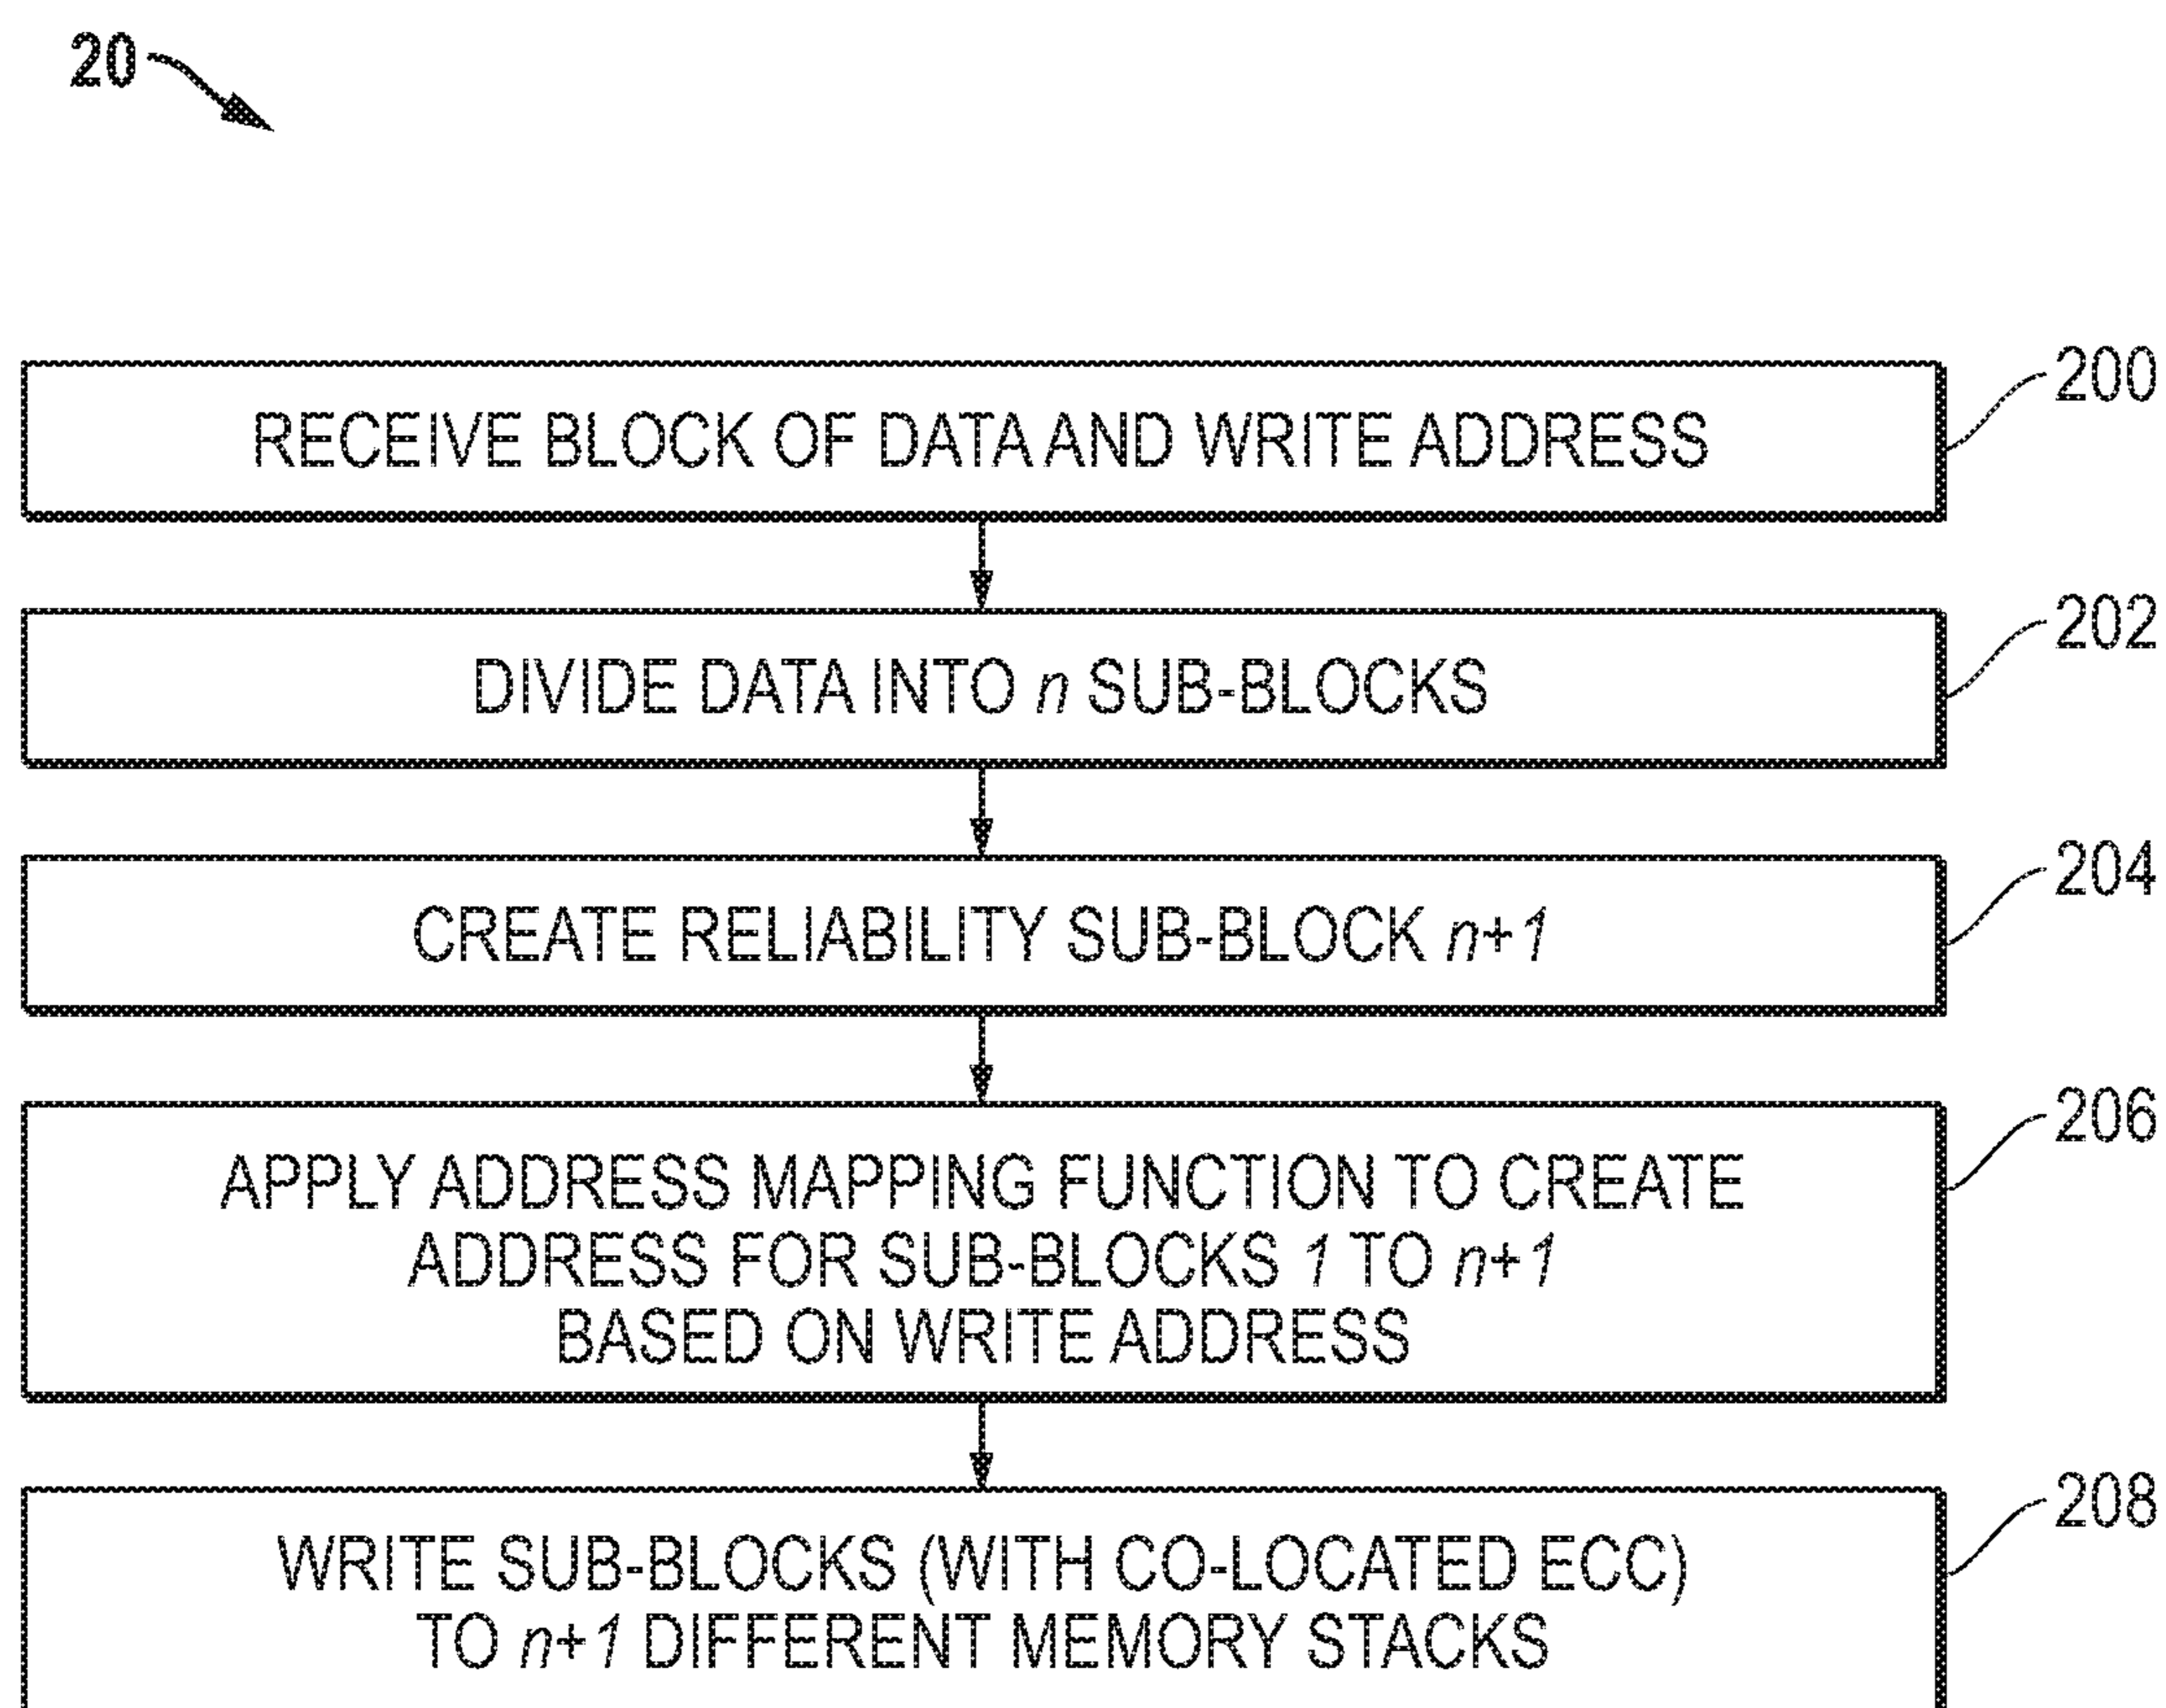 20
200
RECEIVE BLOCK OF DATA AND WRITE ADDRESS
202
DIVIDE DATA INTO n SUB-BLOCKS
204
CREATE RELIABILITY SUB-BLOCK n+1
206
APPLY ADDRESS MAPPING FUNCTION TO CREATE
ADDRESS FOR SUB-BLOCKS 1 TO n+1
BASED ON WRITE ADDRESS
208
WRITE SUB-BLOCKS (WITH CO-LOCATED ECC)
TO n+1 DIFFERENT MEMORY STACKS